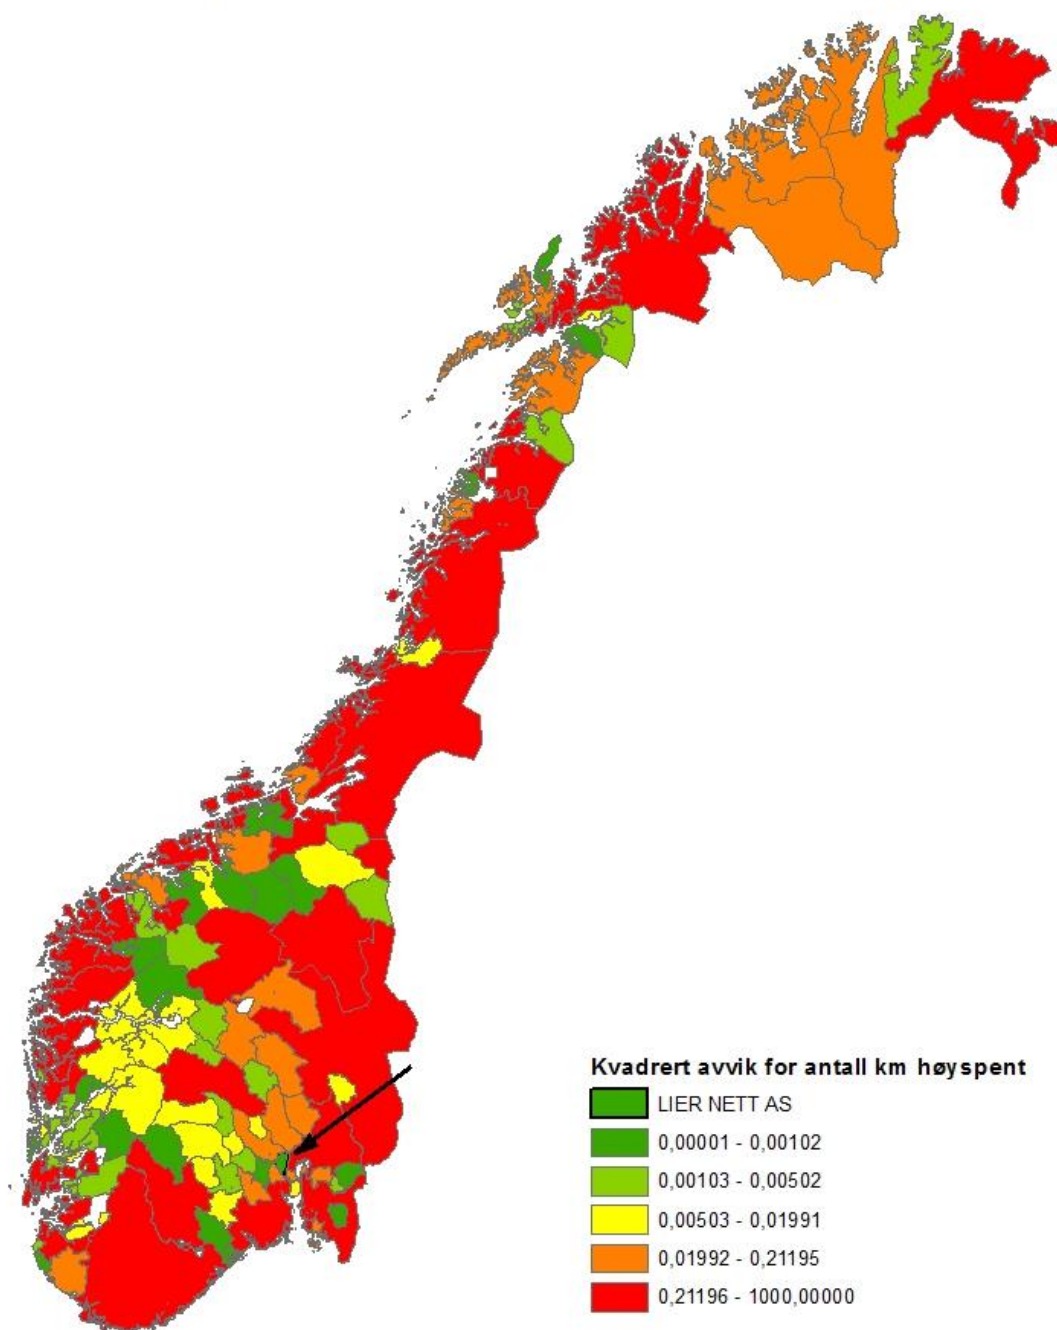 Kvadrert avvik for antall km høyspent
LIER NETT AS
0,00001 - 0,00102
0,00103 - 0,00502
0,00503 - 0,01991
0,01992 - 0,21195
0,21196 - 1000,00000